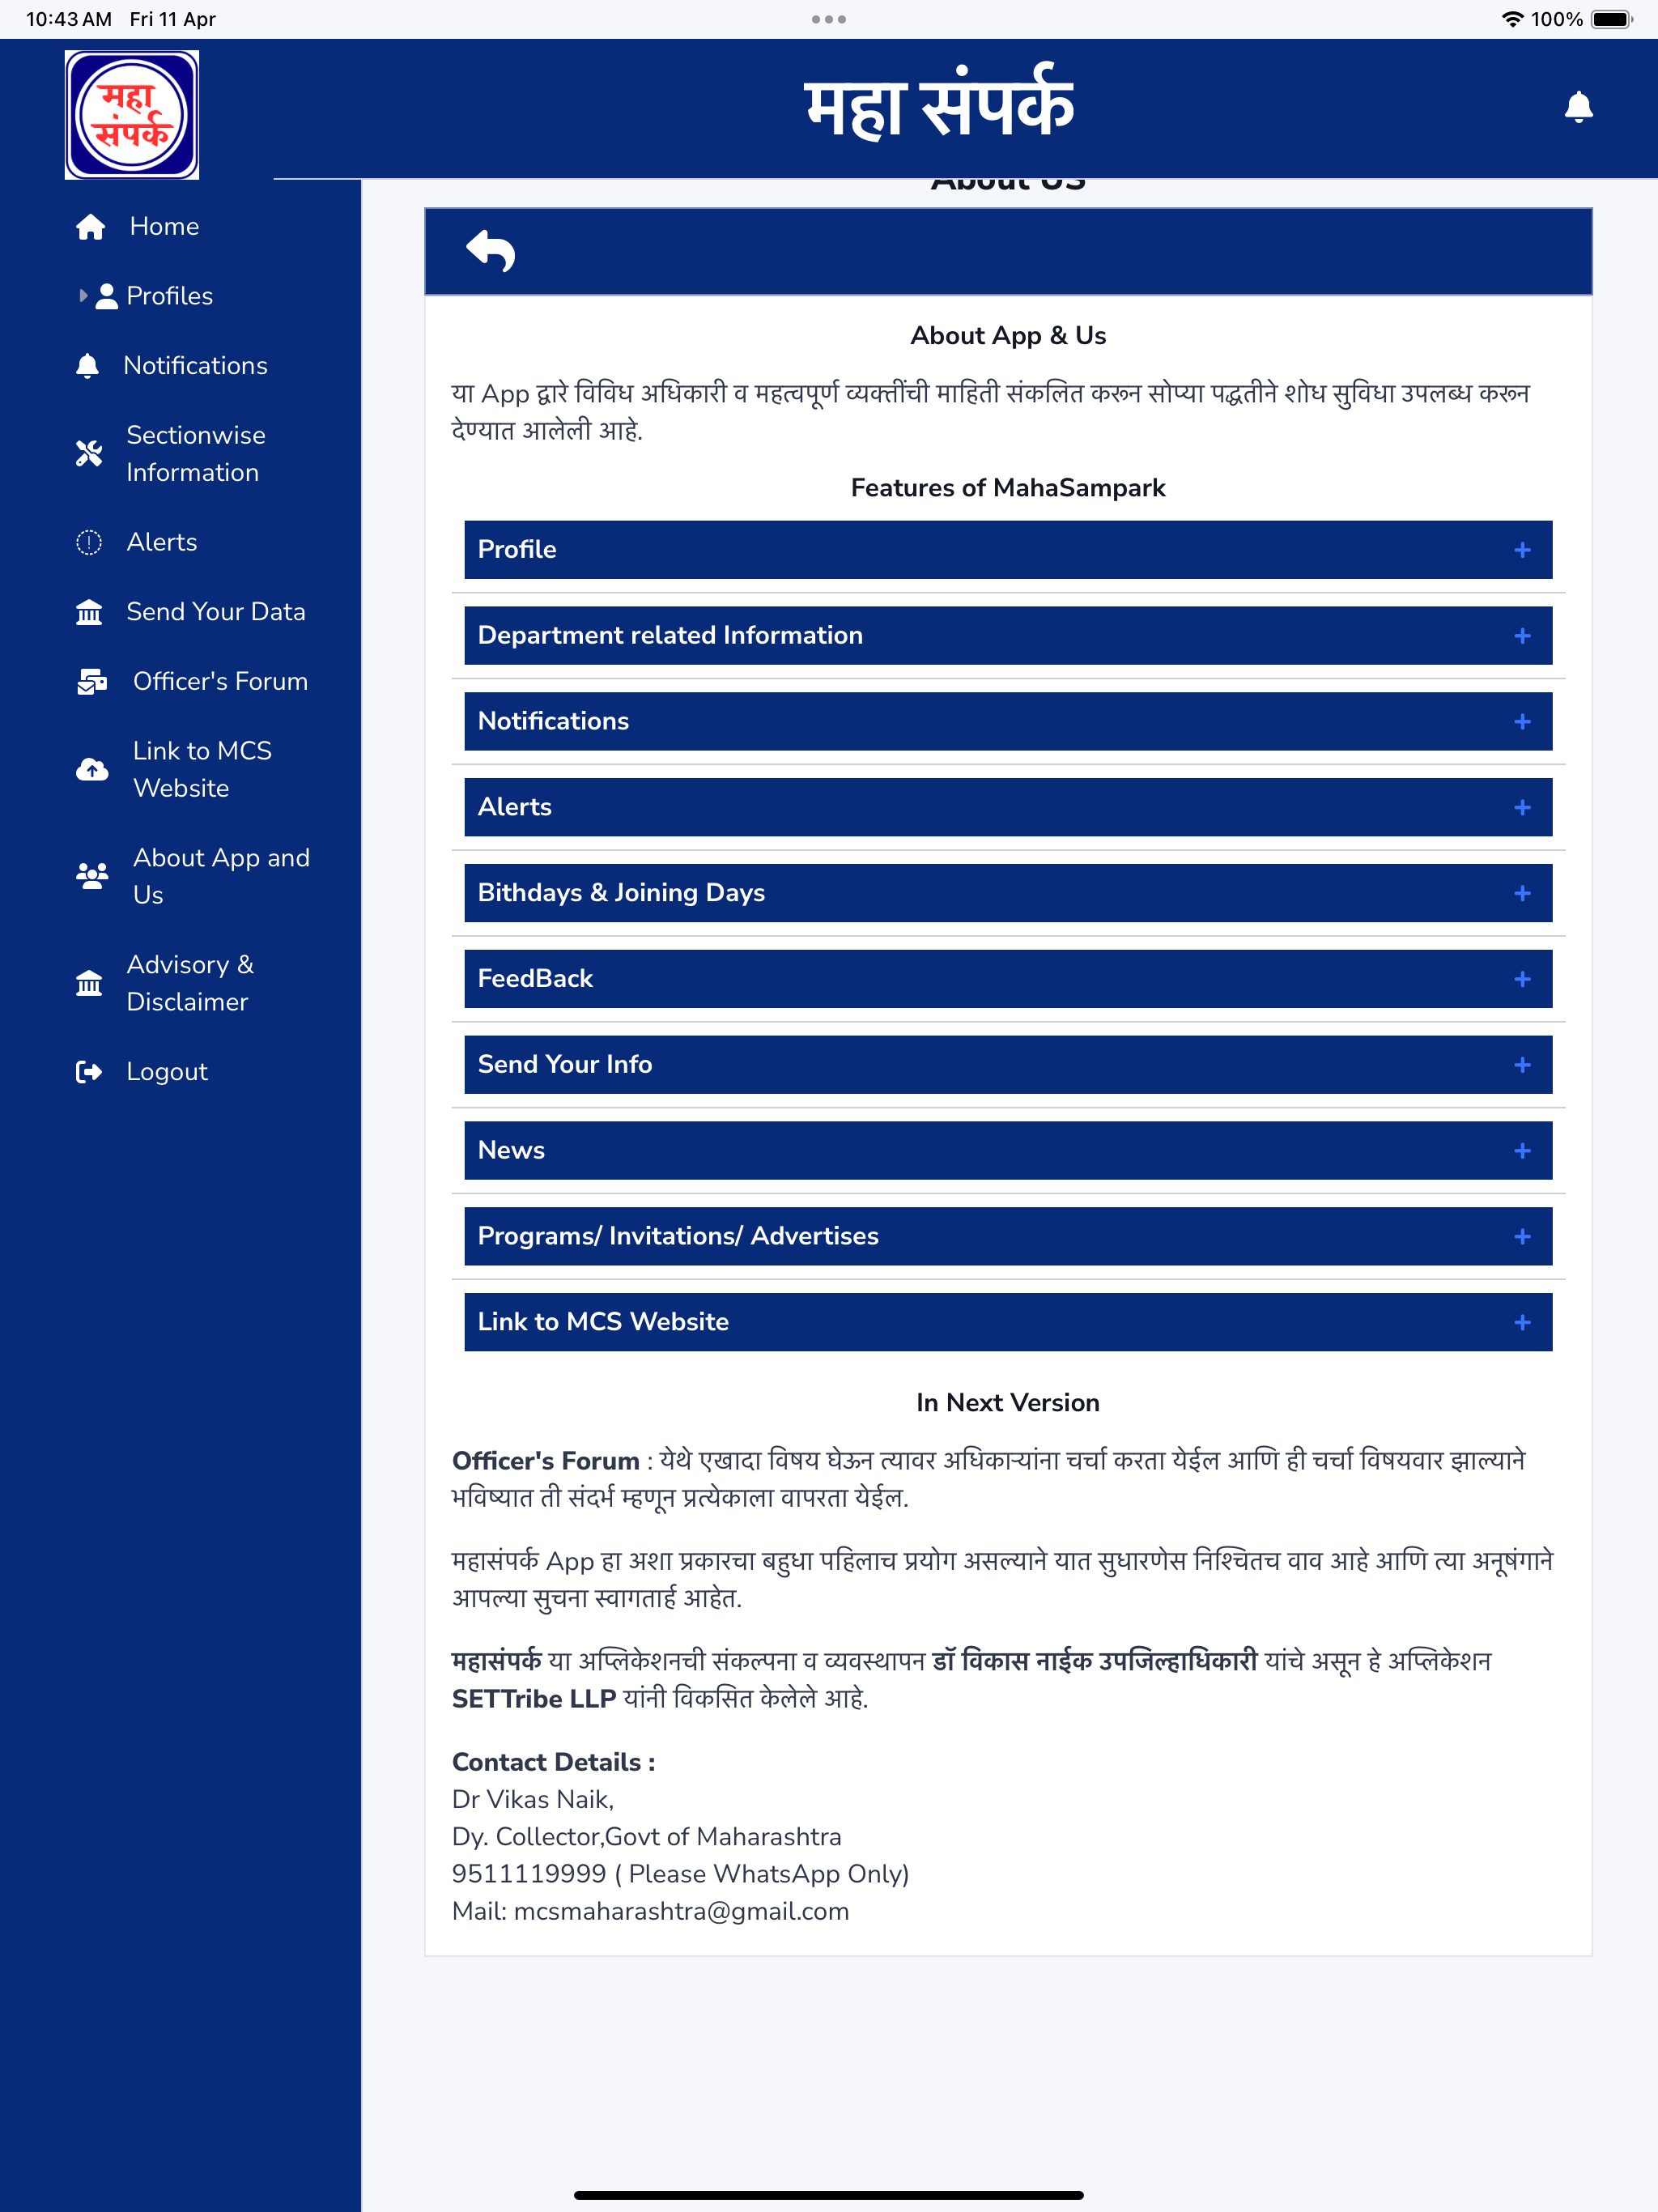 10:43 AM Fri 11 Apr
100%
महा
संपर्क
महा संपर्क
About Us
Home
Profiles
Notifications
Sectionwise
Information
Alerts
Send Your Data
Officer's Forum
Link to MCS
Website
About App and
Us
Advisory &
Disclaimer
Logout
About App & Us
या App द्वारे विविध अधिकारी व महत्वपूर्ण व्यक्तींची माहिती संकलित करून सोप्या पद्धतीने शोध सुविधा उपलब्ध करून
देण्यात आलेली आहे.
Features of MahaSampark
Profile +
Department related Information +
Notifications +
Alerts +
Bithdays & Joining Days +
FeedBack +
Send Your Info +
News +
Programs/ Invitations/ Advertises +
Link to MCS Website +
In Next Version
Officer's Forum : येथे एखादा विषय घेऊन त्यावर अधिकाऱ्यांना चर्चा करता येईल आणि ही चर्चा विषयवार झाल्याने
भविष्यात ती संदर्भ म्हणून प्रत्येकाला वापरता येईल.
महासंपर्क App हा अशा प्रकारचा बहुधा पहिलाच प्रयोग असल्याने यात सुधारणेस निश्चितच वाव आहे आणि त्या अनूषंगाने
आपल्या सुचना स्वागतार्ह आहेत.
महासंपर्क या अप्लिकेशनची संकल्पना व व्यवस्थापन डॉ विकास नाईक उपजिल्हाधिकारी यांचे असून हे अप्लिकेशन
SETTribe LLP यांनी विकसित केलेले आहे.
Contact Details :
Dr Vikas Naik,
Dy. Collector,Govt of Maharashtra
9511119999 ( Please WhatsApp Only)
Mail: mcsmaharashtra@gmail.com